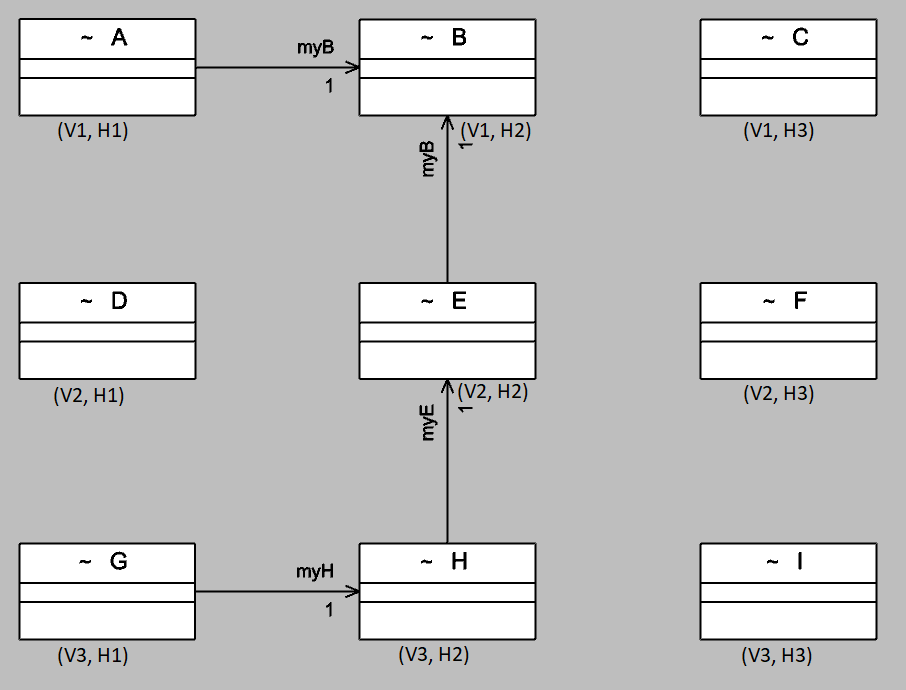 ~ A
myB
1
~ B
~ C
(V1, H1)
(V1, H2)
(V1, H3)
myB
1
~ D
~ E
~ F
(V2, H1)
(V2, H2)
(V2, H3)
myE
1
~ G
myH
1
~ H
~ I
(V3, H1)
(V3, H2)
(V3, H3)